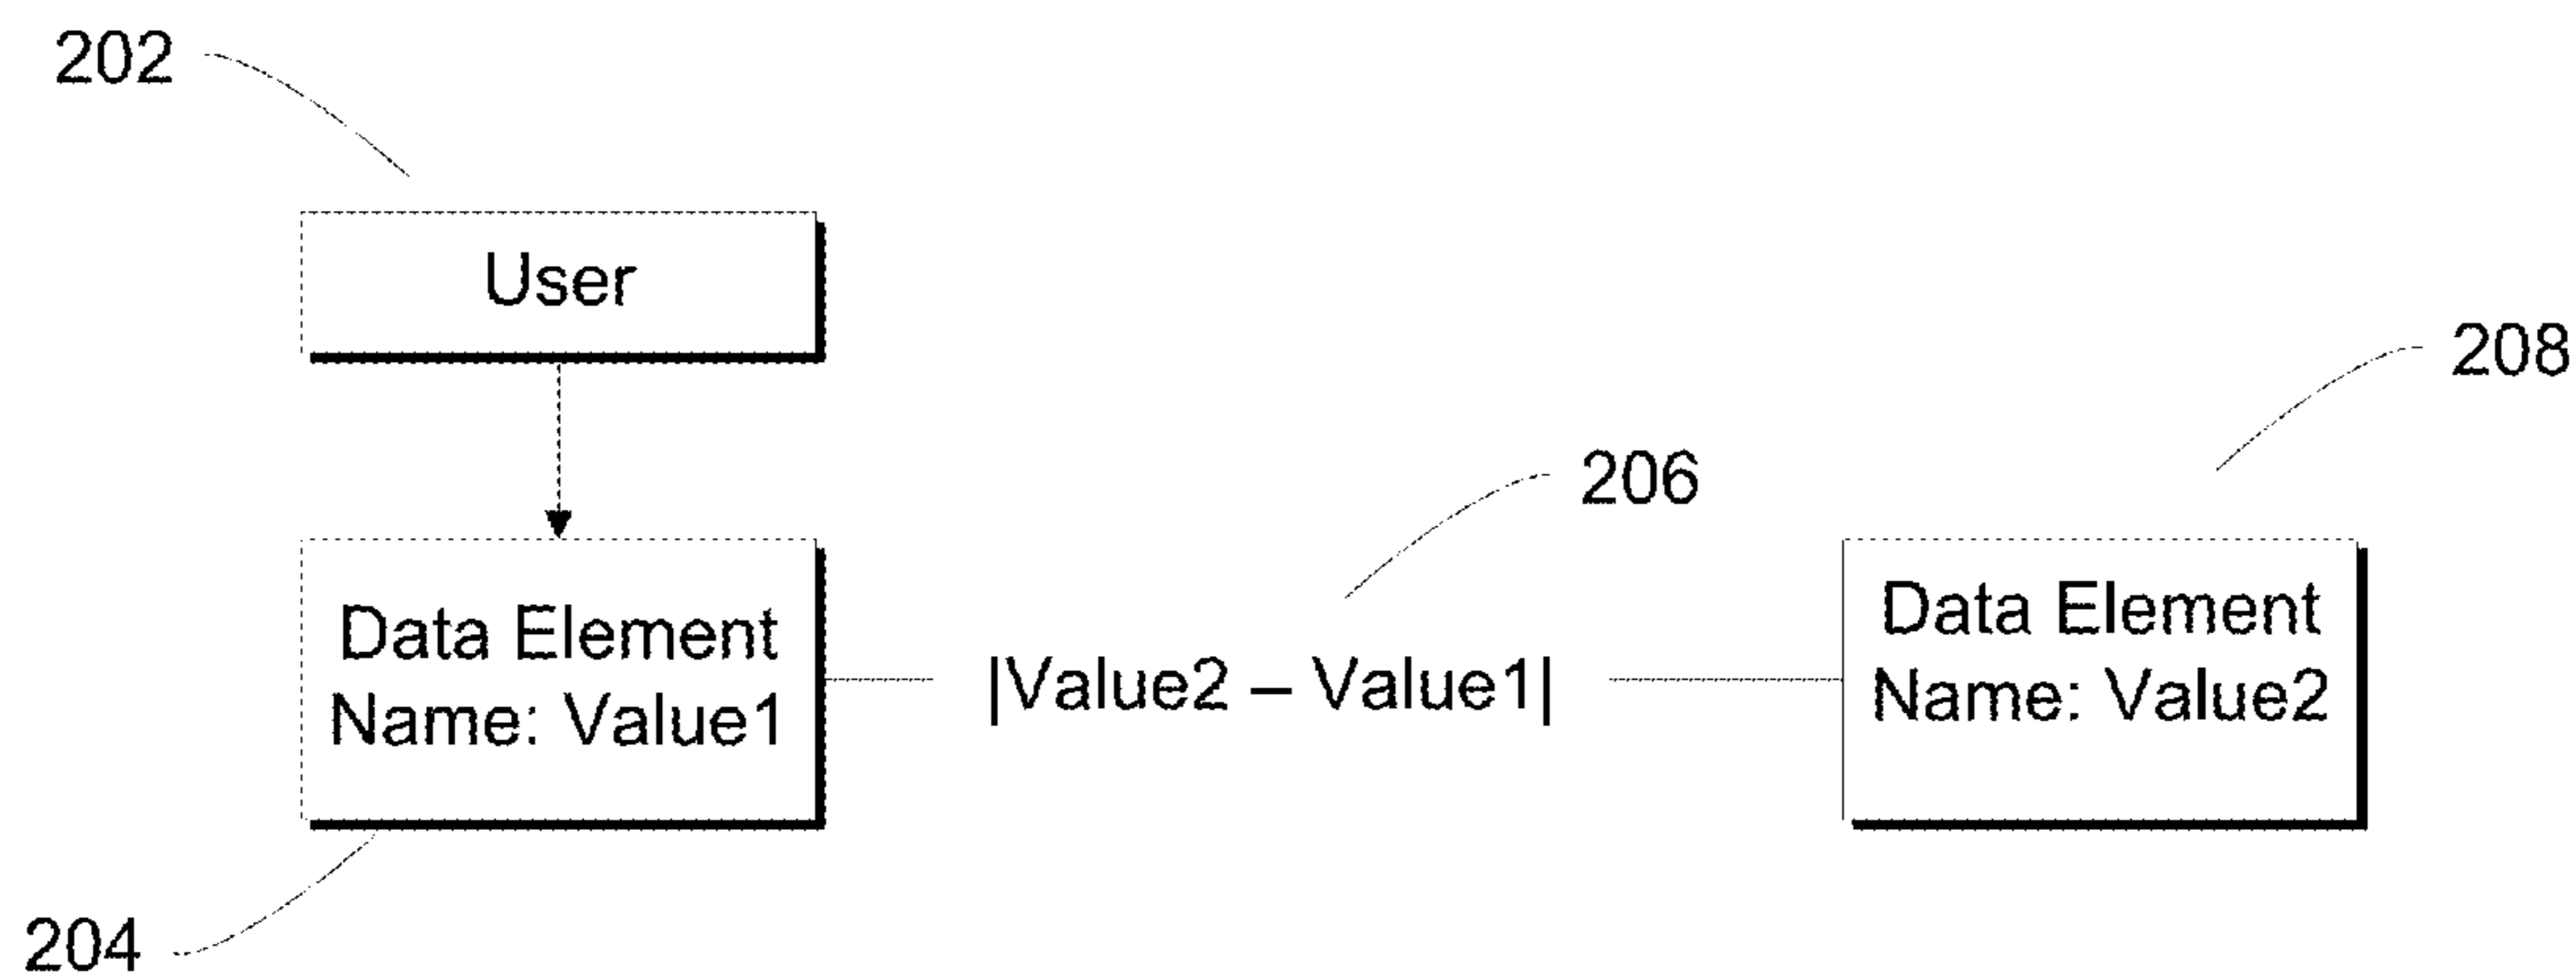 202
User
208
206
Data Element
Name: Value1
|Value2 – Value1|
Data Element
Name: Value2
204